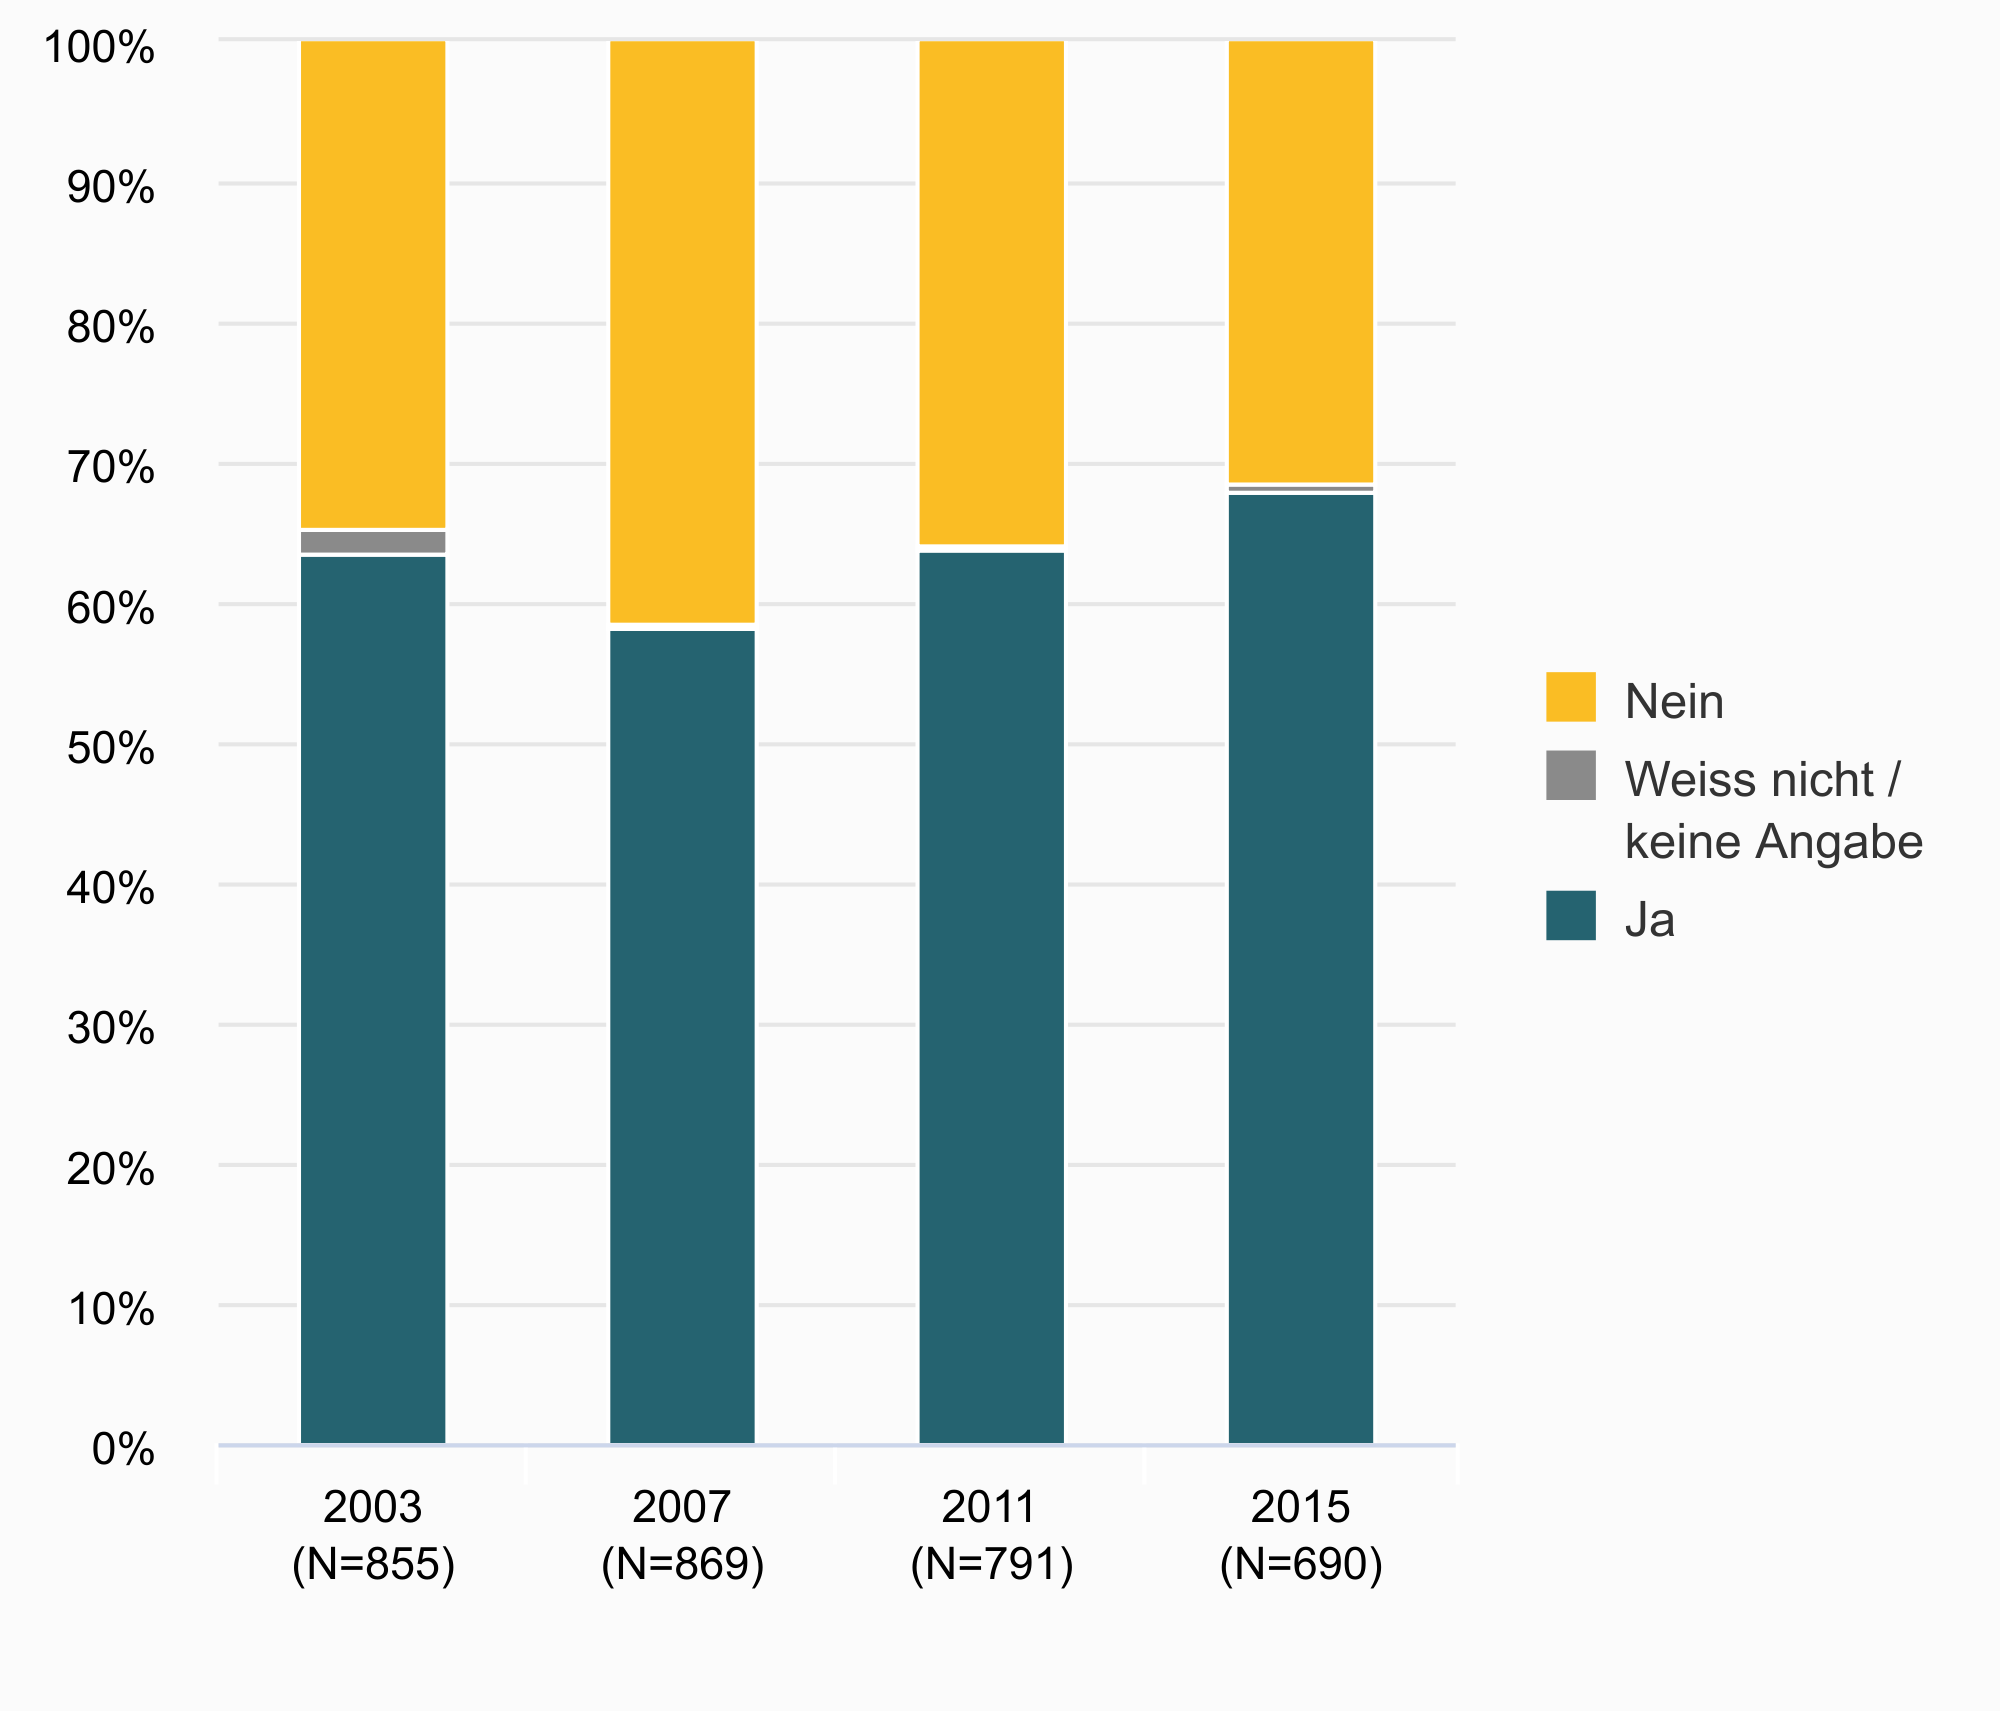 100%
90%
80%
70%
60%
50%
40%
30%
20%
10%
0%
2003
(N=855)
2007
(N=869)
2011
(N=791)
2015
(N=690)
Nein
Weiss nicht /
keine Angabe
Ja